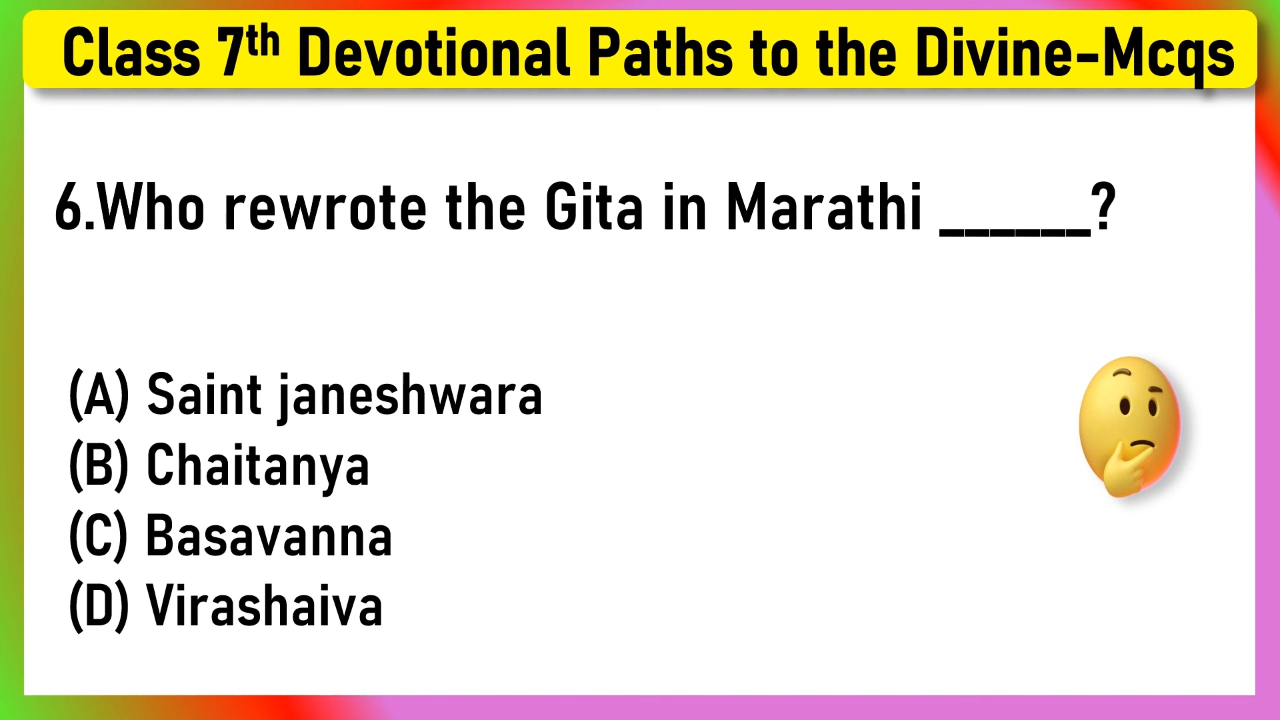 Class 7th Devotional Paths to the Divine-Mcqs
6.Who rewrote the Gita in Marathi ______?
(A) Saint janeshwara
(B) Chaitanya
(C) Basavanna
(D) Virashaiva